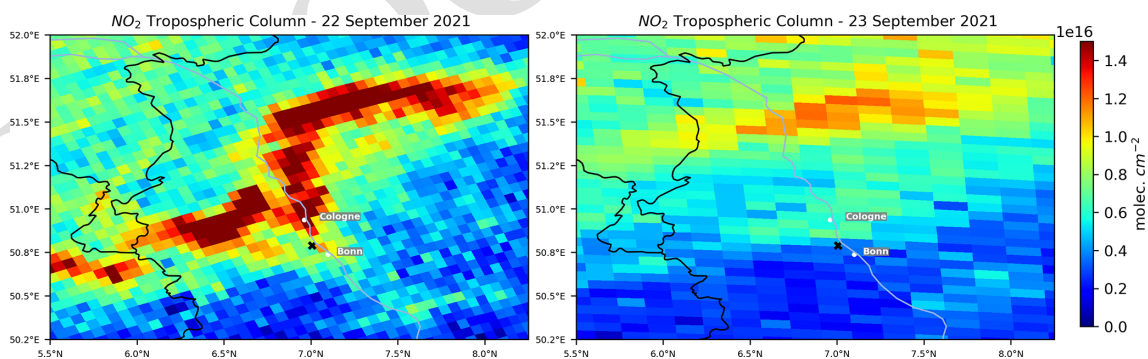 NO₂ Tropospheric Column - 22 September 2021
52.0°E
51.8°E
51.5°E
51.2°E
51.0°E
50.8°E
50.5°E
50.2°E
Cologne
Bonn
5.5°N 6.0°N 6.5°N 7.0°N 7.5°N 8.0°N
NO₂ Tropospheric Column - 23 September 2021
52.0°E
51.8°E
51.5°E
51.2°E
51.0°E
50.8°E
50.5°E
50.2°E
Cologne
Bonn
5.5°N 6.0°N 6.5°N 7.0°N 7.5°N 8.0°N
1e16
1.4
1.2
1.0
0.8
0.6
0.4
0.2
0.0
molec. cm⁻²